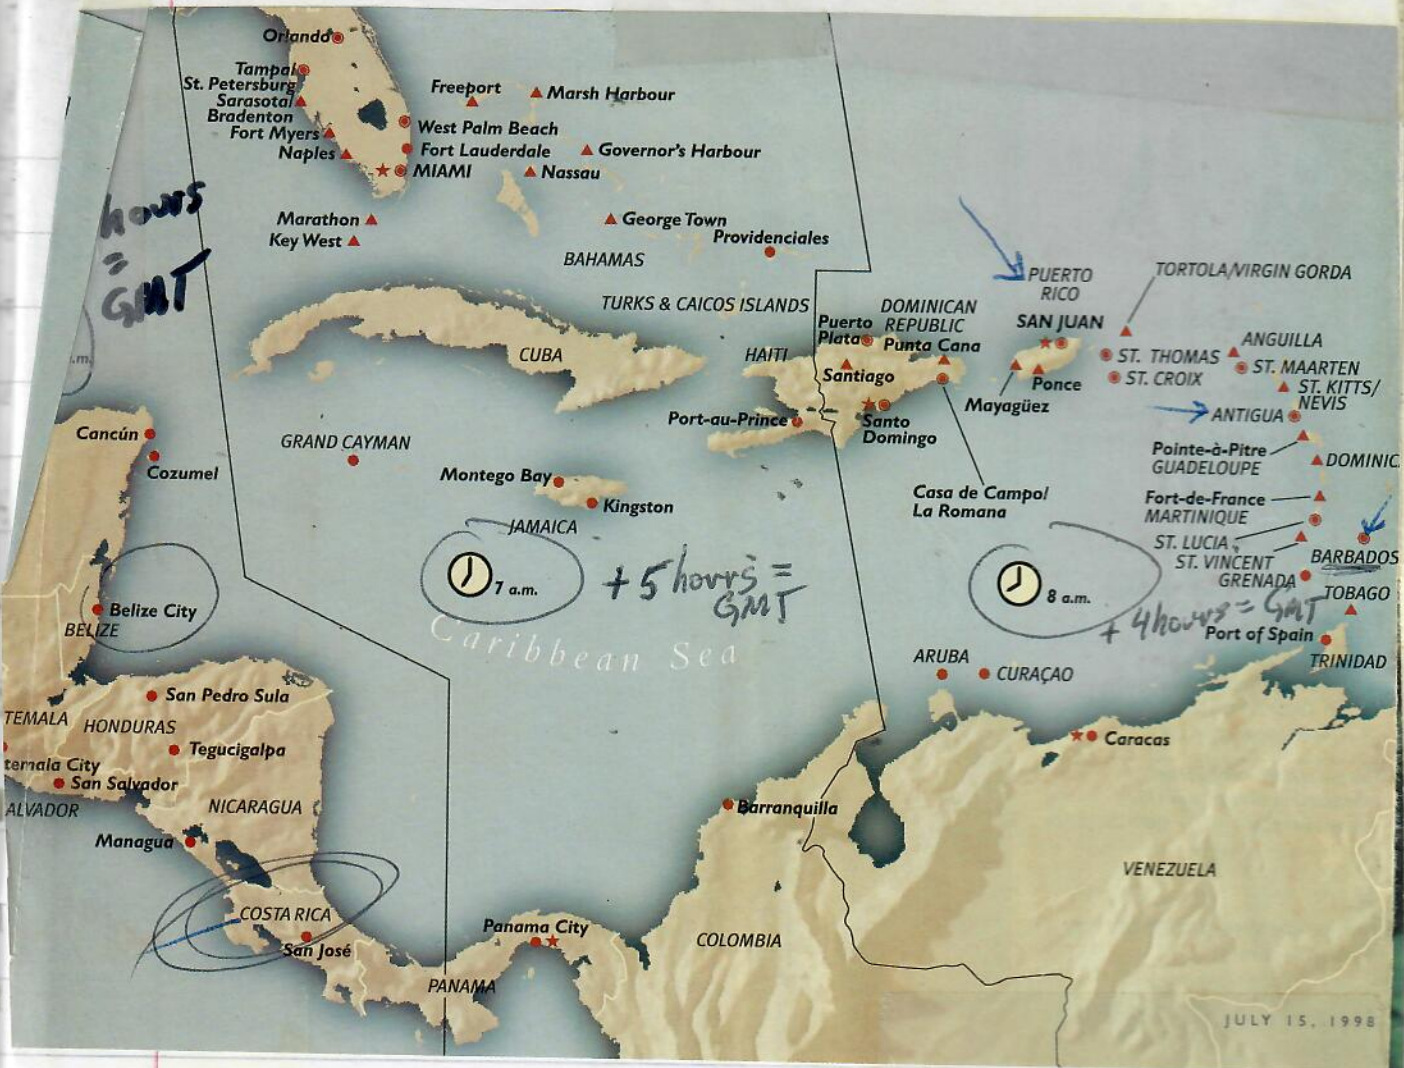 Orlando
Tampa/
St. Petersburg
Sarasota/
Bradenton
Fort Myers
Naples
Freeport
Marsh Harbour
West Palm Beach
Fort Lauderdale
MIAMI
Governor's Harbour
Nassau
hours
=
GMT
Marathon
Key West
George Town
Providenciales
BAHAMAS
TURKS & CAICOS ISLANDS
PUERTO
RICO
SAN JUAN
TORTOLA/VIRGIN GORDA
DOMINICAN
REPUBLIC
Puerto
Plata
Punta Cana
CUBA
HAITI
Santiago
Mayagüez
Ponce
ST. THOMAS
ST. CROIX
ANGUILLA
ST. MAARTEN
ST. KITTS/
NEVIS
ANTIGUA
.m.
Cancún
Cozumel
GRAND CAYMAN
Port-au-Prince
Santo
Domingo
Pointe-à-Pitre
GUADELOUPE
DOMINIC
Montego Bay
Kingston
JAMAICA
Casa de Campo/
La Romana
Fort-de-France
MARTINIQUE
ST. LUCIA
ST. VINCENT
BARBADOS
GRENADA
TOBAGO
7 a.m.
+ 5 hours =
GMT
8 a.m.
+ 4 hours = GMT
Port of Spain
TRINIDAD
Belize City
BELIZE
Caribbean Sea
ARUBA
CURAÇAO
San Pedro Sula
TEMALA
HONDURAS
Tegucigalpa
temala City
San Salvador
ALVADOR
NICARAGUA
Managua
Caracas
Barranquilla
VENEZUELA
COSTA RICA
San José
Panama City
PANAMA
COLOMBIA
JULY 15, 1998